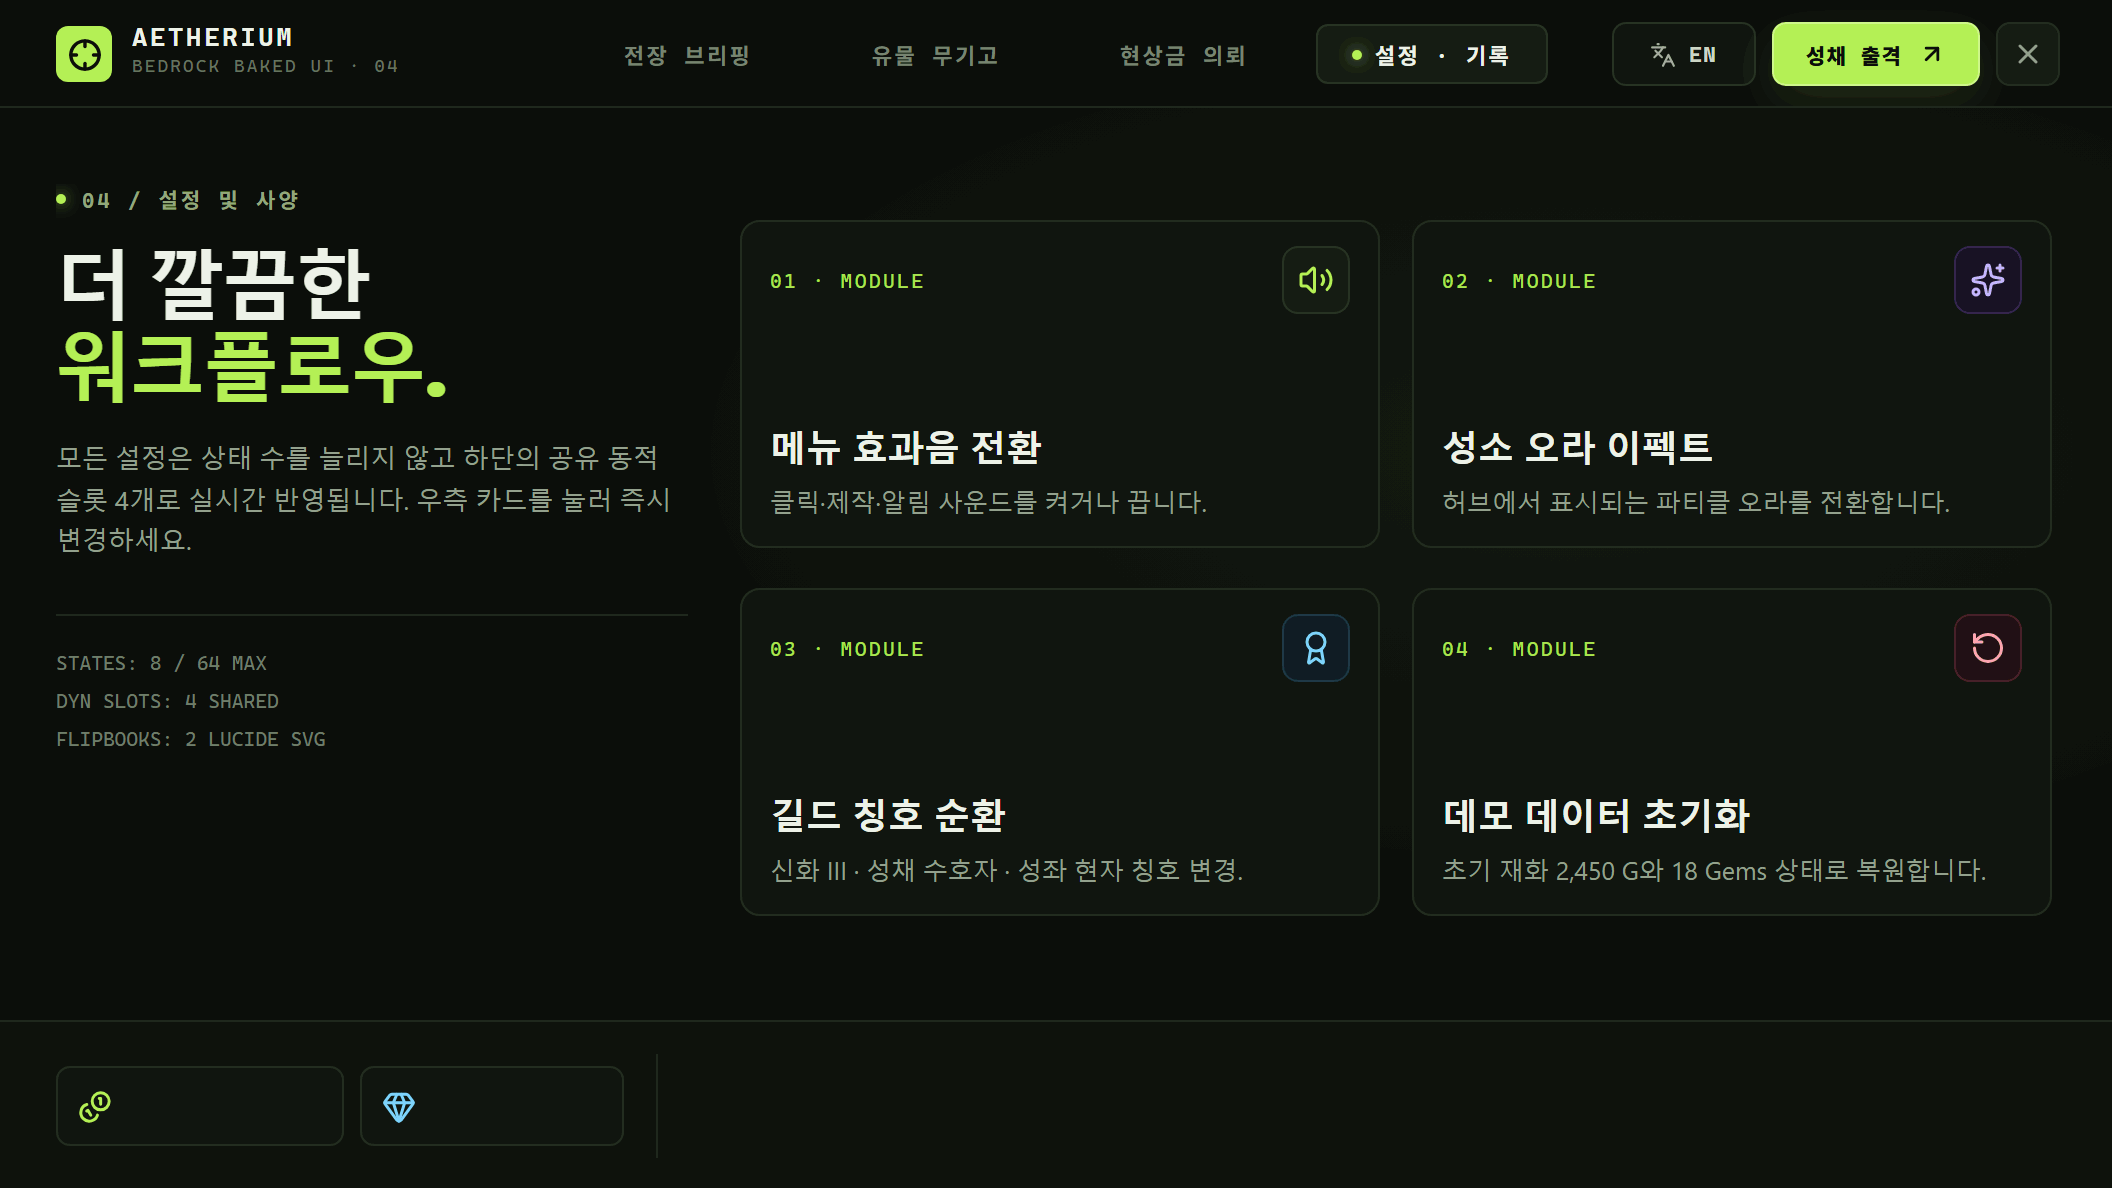 AETHERIUM
BEDROCK BAKED UI · 04
전장 브리핑
유물 무기고
현상금 의뢰
설정 · 기록
EN
성채 출격
04 / 설정 및 사양
더 깔끔한
워크플로우.
모든 설정은 상태 수를 늘리지 않고 하단의 공유 동적
슬롯 4개로 실시간 반영됩니다. 우측 카드를 눌러 즉시
변경하세요.
STATES: 8 / 64 MAX
DYN SLOTS: 4 SHARED
FLIPBOOKS: 2 LUCIDE SVG
01 · MODULE
메뉴 효과음 전환
클릭·제작·알림 사운드를 켜거나 끕니다.
02 · MODULE
성소 오라 이펙트
허브에서 표시되는 파티클 오라를 전환합니다.
03 · MODULE
길드 칭호 순환
신화 III · 성채 수호자 · 성좌 현자 칭호 변경.
04 · MODULE
데모 데이터 초기화
초기 재화 2,450 G와 18 Gems 상태로 복원합니다.